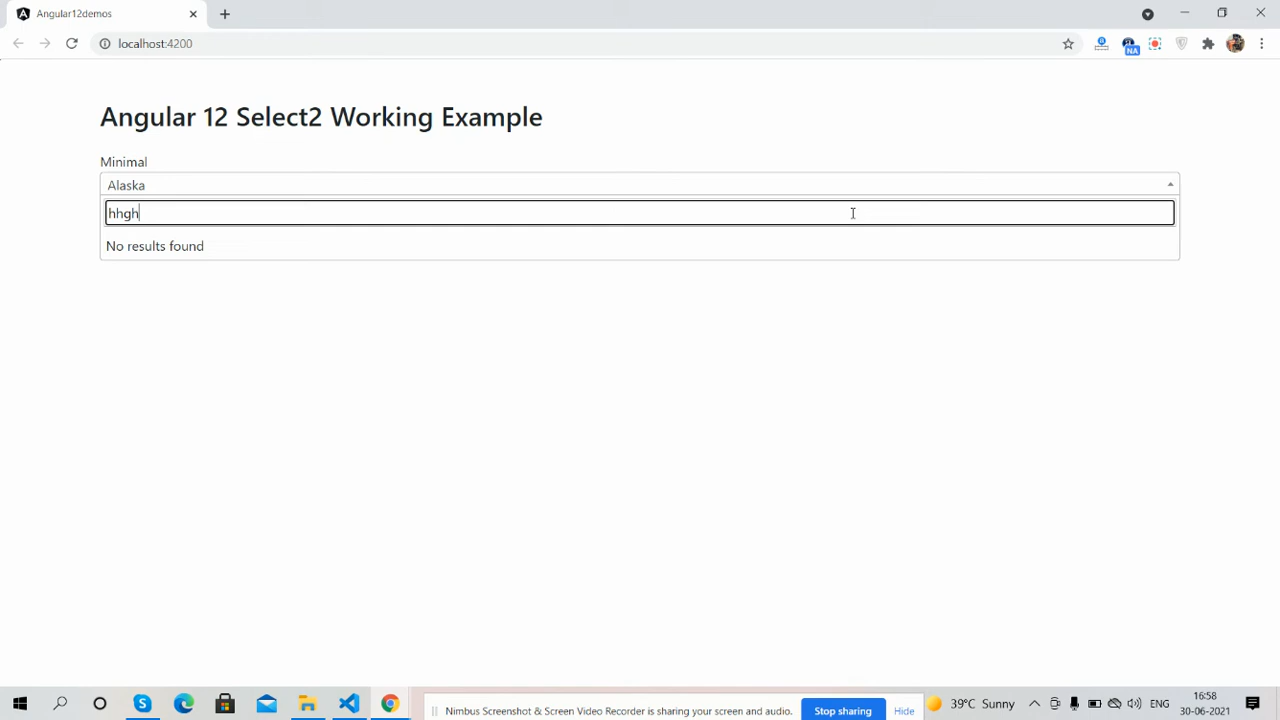 Angular12demos
localhost:4200
NA
Angular 12 Select2 Working Example
Minimal
Alaska
hhgh
No results found
Nimbus Screenshot & Screen Video Recorder is sharing your screen and audio.
Stop sharing
Hide
39°C Sunny
ENG
16:58
30-06-2021